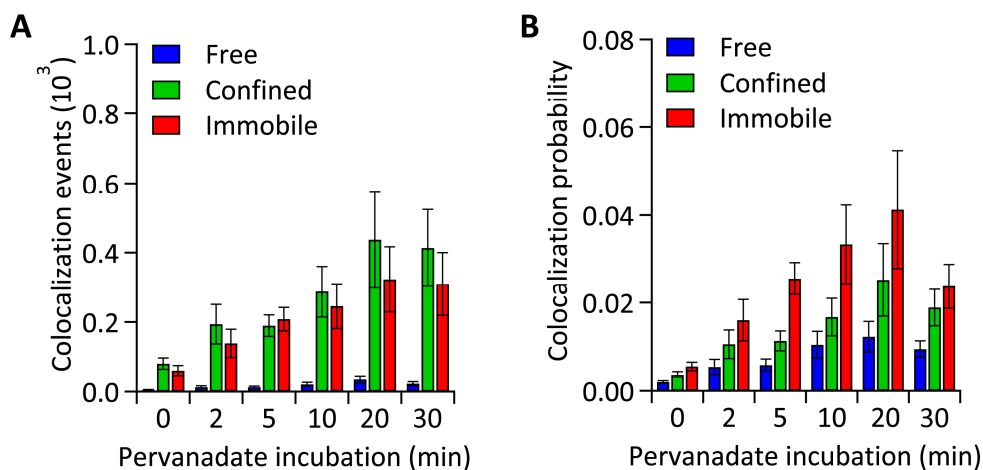 A
Colocalization events (10³)
1.0
0.8
0.6
0.4
0.2
0.0
Free
Confined
Immobile
0 2 5 10 20 30
Pervanadate incubation (min)
B
Colocalization probability
0.08
0.06
0.04
0.02
0.00
Free
Confined
Immobile
0 2 5 10 20 30
Pervanadate incubation (min)